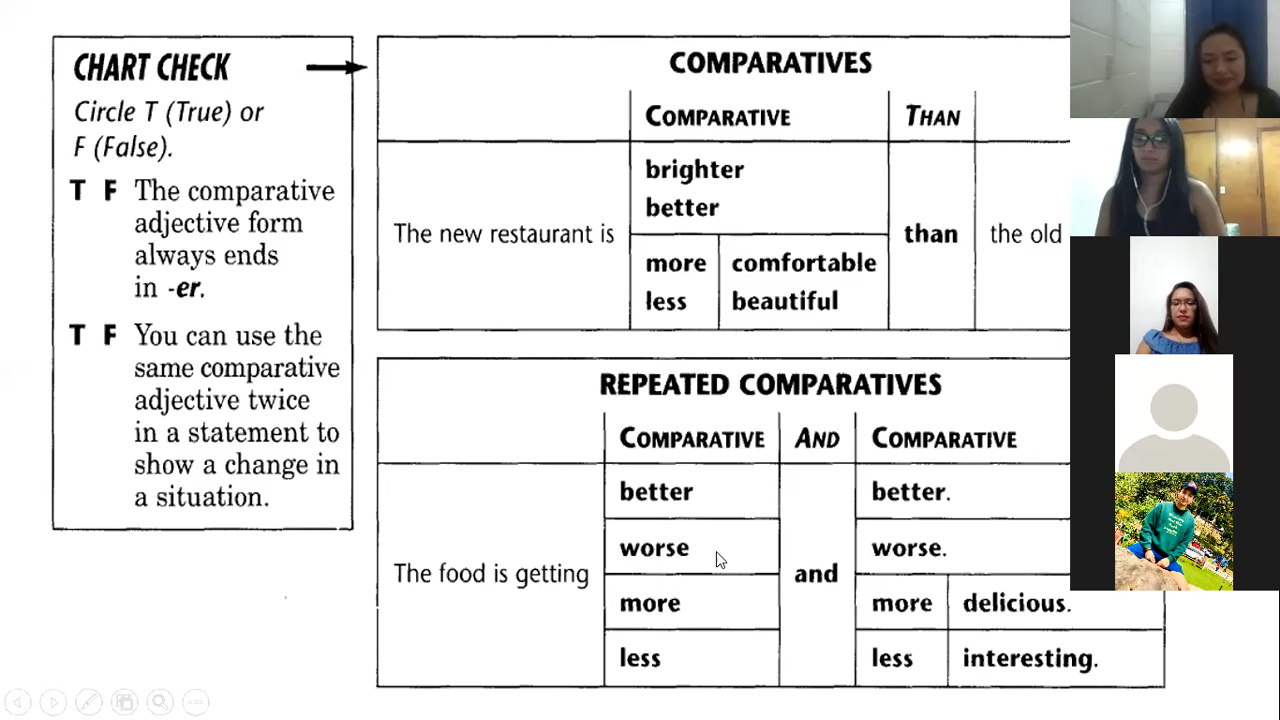 CHART CHECK
Circle T (True) or
F (False).
T F The comparative
adjective form
always ends
in -er.
T F You can use the
same comparative
adjective twice
in a statement to
show a change in
a situation.
COMPARATIVES
COMPARATIVE THAN
brighter
better
The new restaurant is than the old
more comfortable
less beautiful
REPEATED COMPARATIVES
COMPARATIVE AND COMPARATIVE
better better.
worse worse.
The food is getting and
more more delicious.
less less interesting.